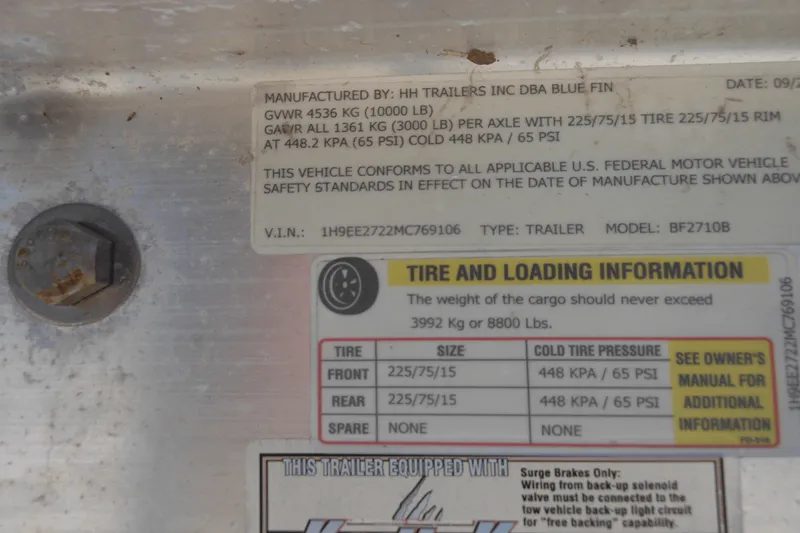 MANUFACTURED BY: HH TRAILERS INC DBA BLUE FIN DATE: 09/2
GVWR 4536 KG (10000 LB)
GAWR ALL 1361 KG (3000 LB) PER AXLE WITH 225/75/15 TIRE 225/75/15 RIM
AT 448.2 KPA (65 PSI) COLD 448 KPA / 65 PSI
THIS VEHICLE CONFORMS TO ALL APPLICABLE U.S. FEDERAL MOTOR VEHICLE
SAFETY STANDARDS IN EFFECT ON THE DATE OF MANUFACTURE SHOWN ABOV
V.I.N.: 1H9EE2722MC769106 TYPE: TRAILER MODEL: BF2710B
TIRE AND LOADING INFORMATION
The weight of the cargo should never exceed
3992 Kg or 8800 Lbs.
TIRE SIZE COLD TIRE PRESSURE
FRONT 225/75/15 448 KPA / 65 PSI
REAR 225/75/15 448 KPA / 65 PSI
SPARE NONE NONE
SEE OWNER'S
MANUAL FOR
ADDITIONAL
INFORMATION
1H9EE2722MC769106
THIS TRAILER EQUIPPED WITH
Surge Brakes Only:
Wiring from back-up solenoid
valve must be connected to the
tow vehicle back-up light circuit
for "free backing" capability.